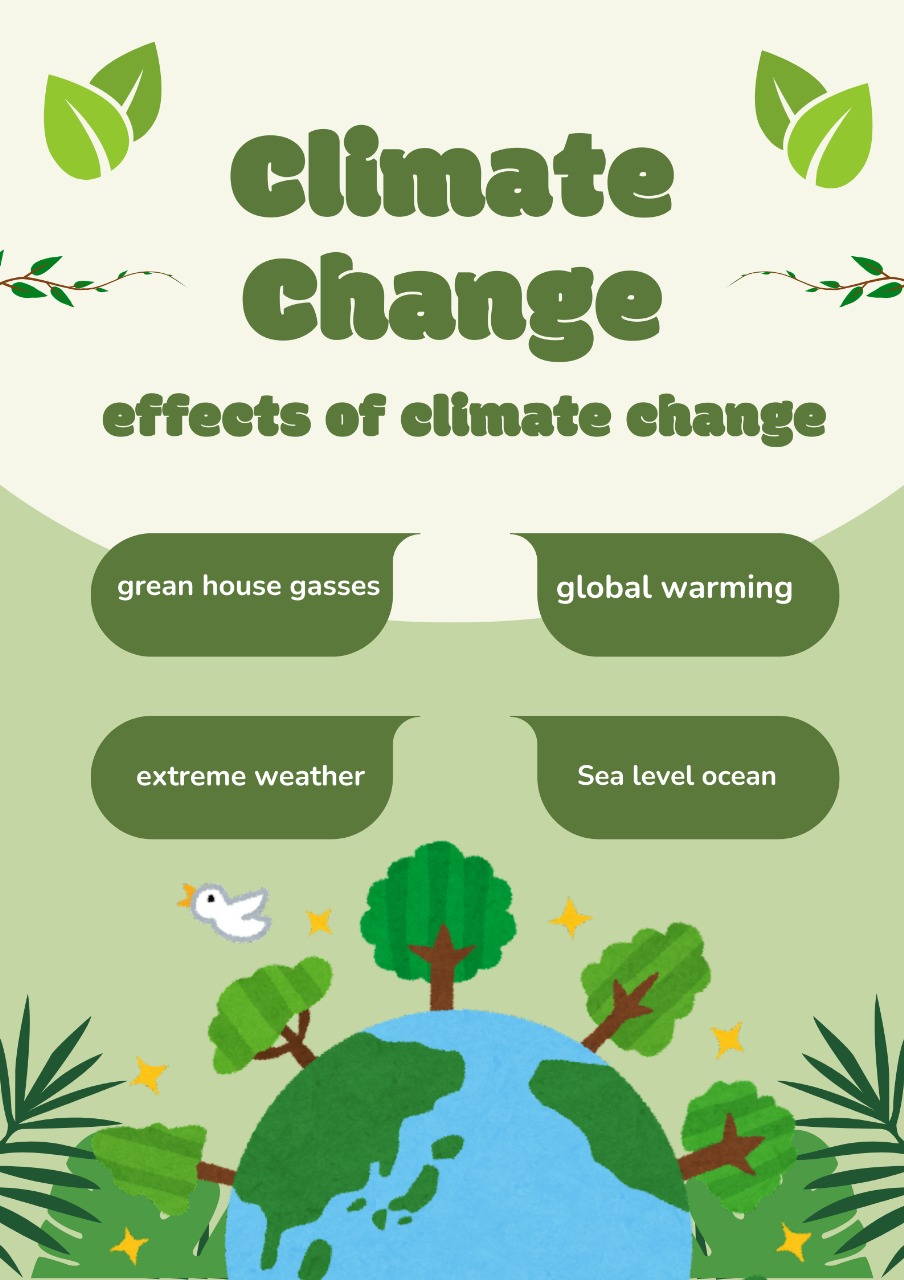 Climate
Change
effects of climate change
grean house gasses
global warming
extreme weather
Sea level ocean